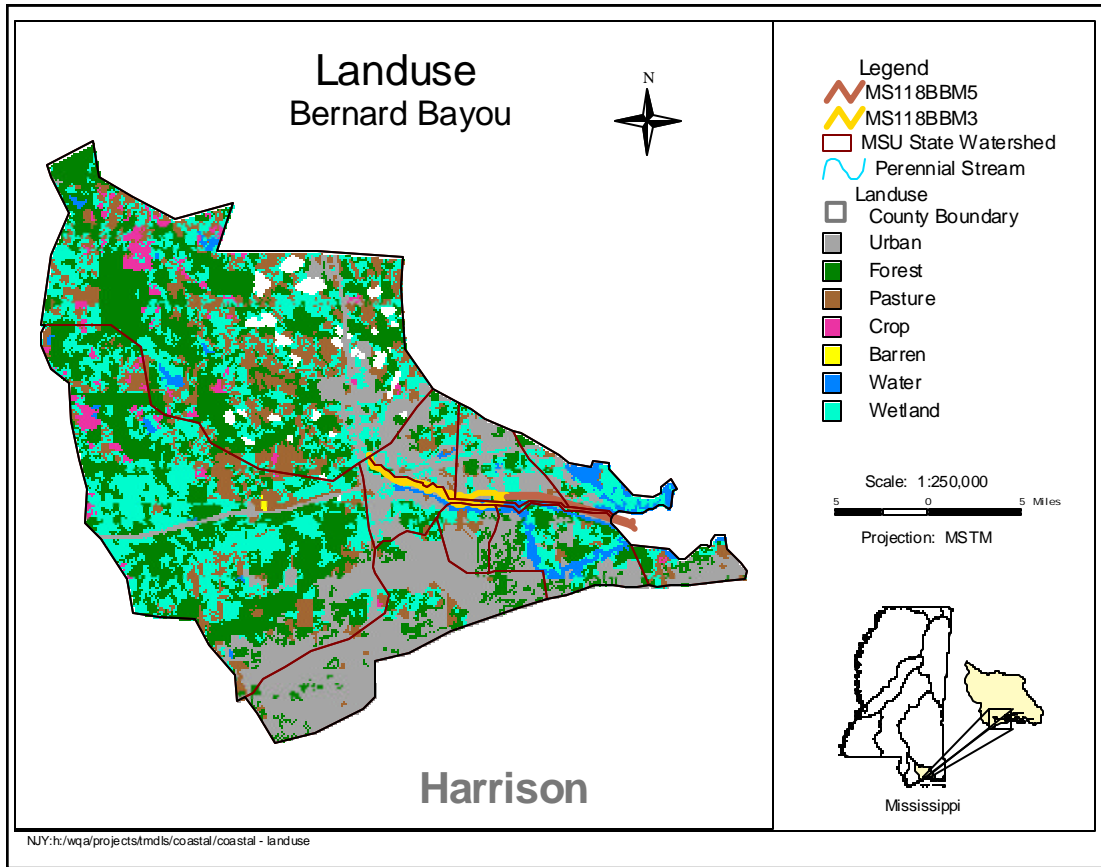 Landuse
Bernard Bayou
N
Harrison
Legend
MS118BBM5
MS118BBM3
MSU State Watershed
Perennial Stream
Landuse
County Boundary
Urban
Forest
Pasture
Crop
Barren
Water
Wetland
Scale: 1:250,000
5 0 5 Miles
Projection: MSTM
Mississippi
NJY:h:/wqa/projects/tmdls/coastal/coastal - landuse